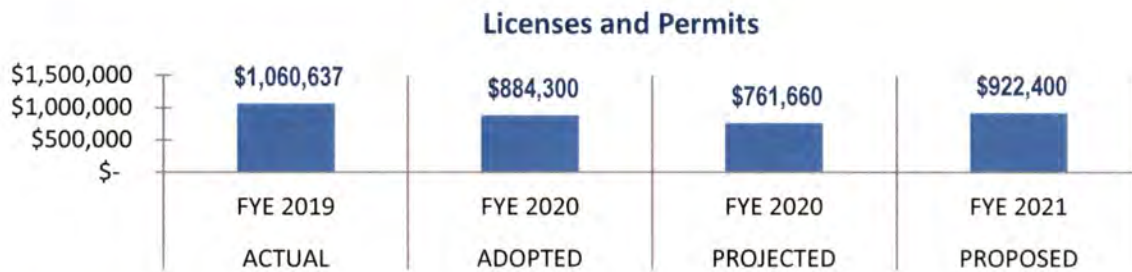 Licenses and Permits
$1,500,000
$1,000,000
$500,000
$-
$1,060,637
$884,300
$761,660
$922,400
FYE 2019
FYE 2020
FYE 2020
FYE 2021
ACTUAL
ADOPTED
PROJECTED
PROPOSED